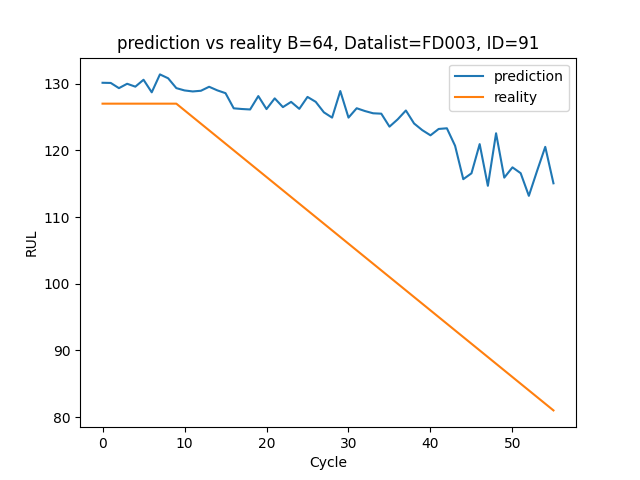 prediction vs reality B=64, Datalist=FD003, ID=91
prediction
reality
130
120
110
100
90
80
RUL
0 10 20 30 40 50
Cycle